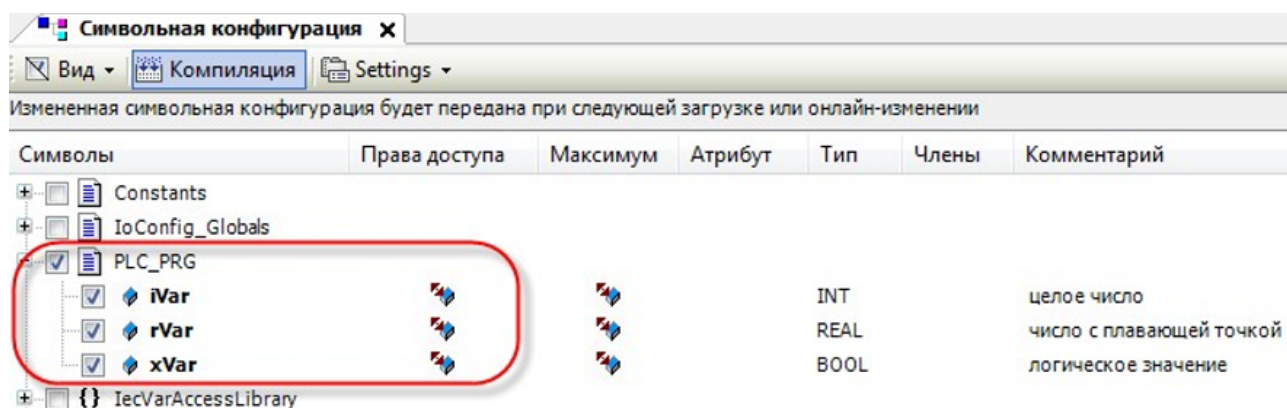 Символьная конфигурация X
Вид Компиляция Settings
Измененная символьная конфигурация будет передана при следующей загрузке или онлайн-изменении
Символы Права доступа Максимум Атрибут Тип Члены Комментарий
Constants
IoConfig_Globals
PLC_PRG
iVar INT целое число
rVar REAL число с плавающей точкой
xVar BOOL логическое значение
{} IecVarAccessLibrary